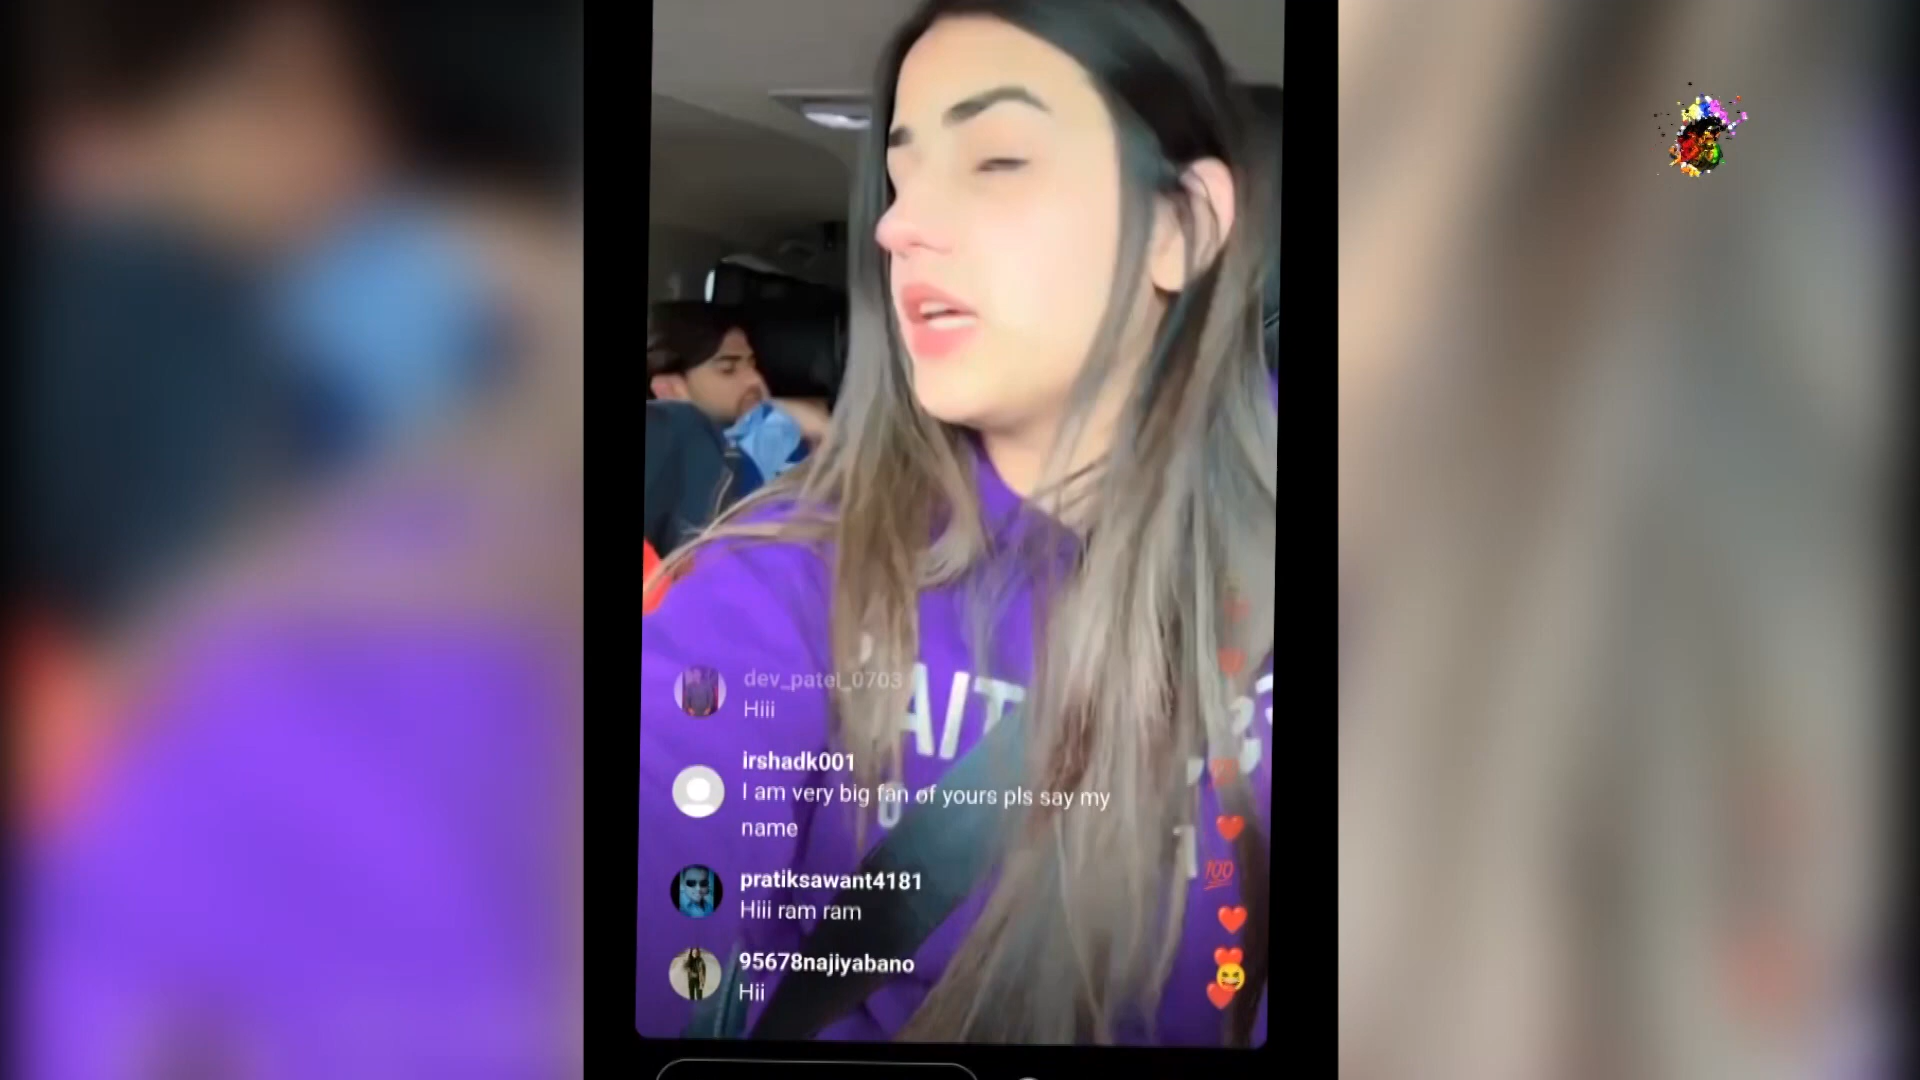 dev_patel_0703
Hiii
irshadk001
I am very big fan of yours pls say my
name
pratiksawant4181
Hiii ram ram
95678najiyabano
Hii